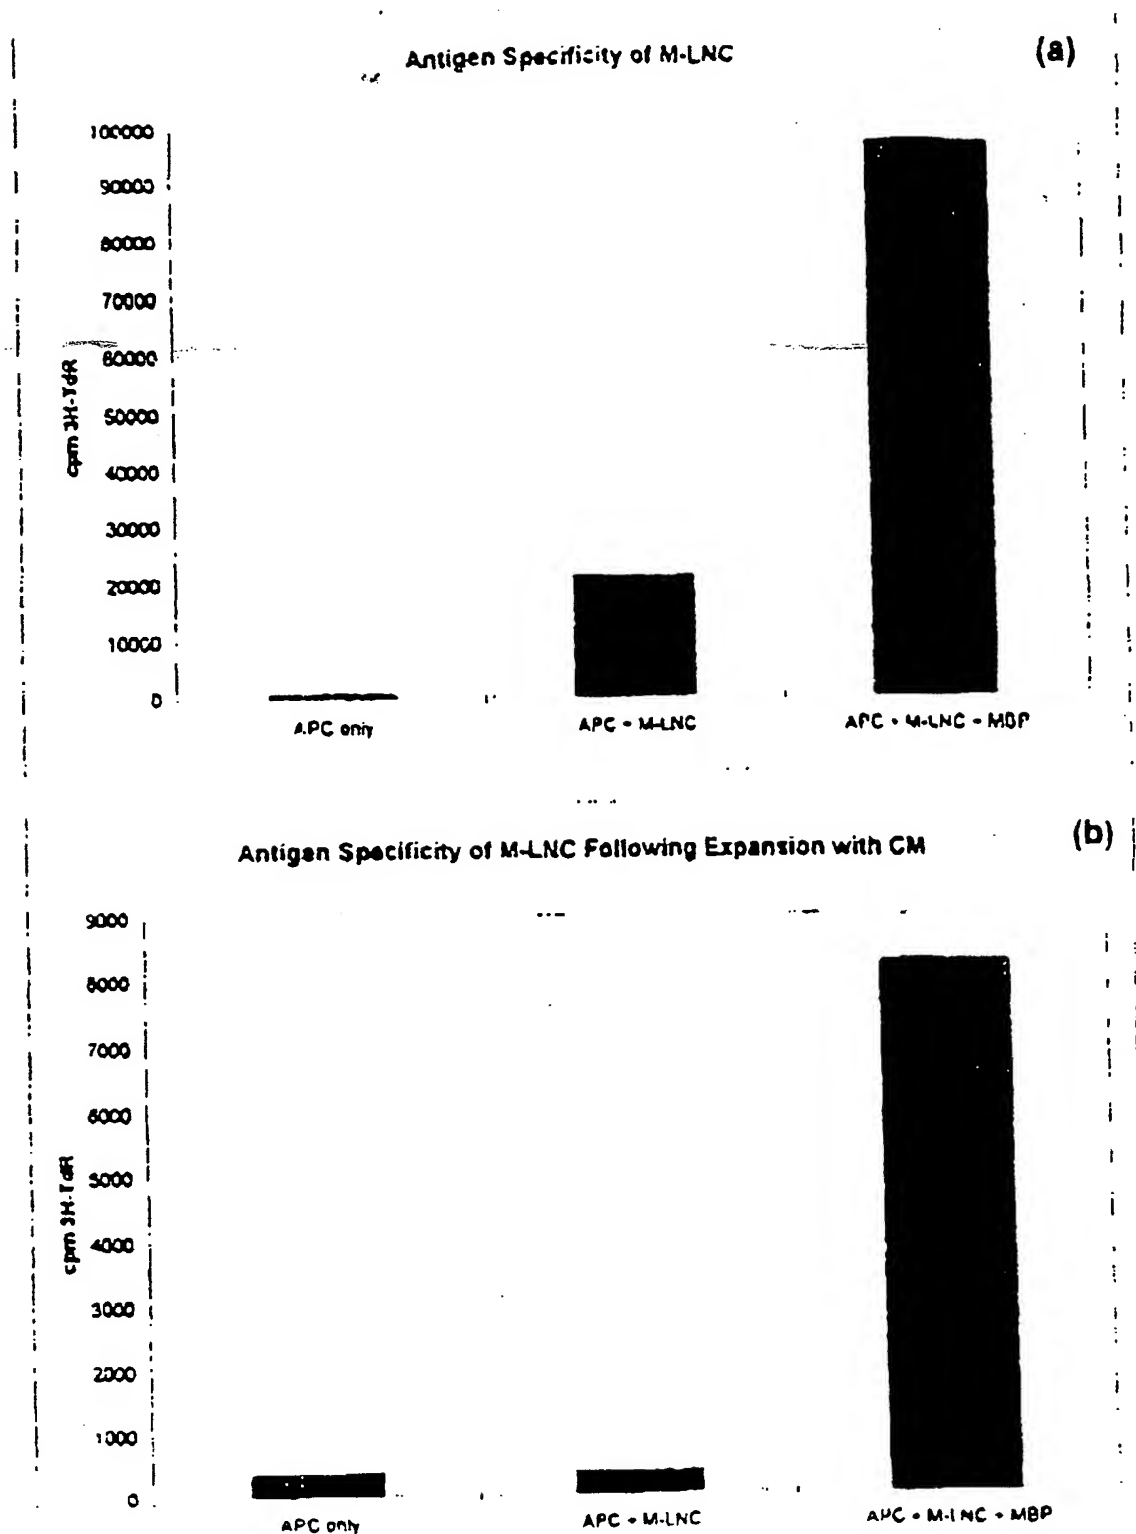 (a)
Antigen Specificity of M-LNC
100000
90000
80000
70000
60000
50000
40000
30000
20000
10000
0
cpm 3H-TdR
APC only
APC + M-LNC
APC + M-LNC + MBP
(b)
Antigen Specificity of M-LNC Following Expansion with CM
9000
8000
7000
6000
5000
4000
3000
2000
1000
0
cpm 3H-TdR
APC only
APC + M-LNC
APC + M-LNC + MBP